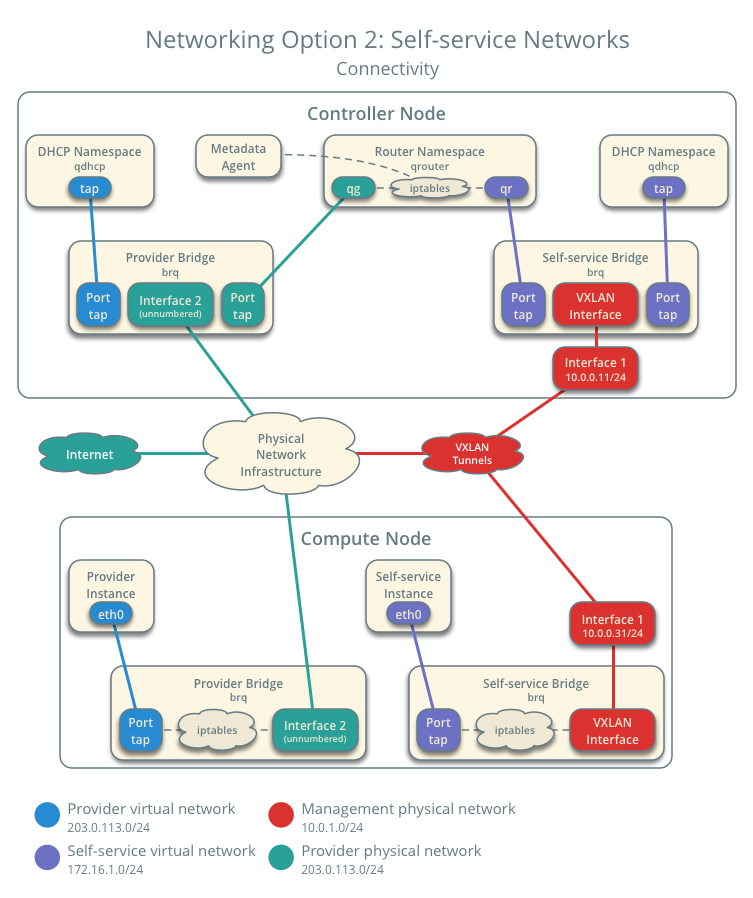 Networking Option 2: Self-service Networks
Connectivity
Controller Node
DHCP Namespace
qdhcp
tap
Metadata
Agent
Router Namespace
qrouter
qg
iptables
qr
DHCP Namespace
qdhcp
tap
Provider Bridge
brq
Port
tap
Interface 2
(unnumbered)
Port
tap
Self-service Bridge
brq
Port
tap
VXLAN
Interface
Port
tap
Interface 1
10.0.0.11/24
Internet
Physical
Network
Infrastructure
VXLAN
Tunnels
Compute Node
Provider
Instance
eth0
Self-service
Instance
eth0
Interface 1
10.0.0.31/24
Provider Bridge
brq
Port
tap
iptables
Interface 2
(unnumbered)
Self-service Bridge
brq
Port
tap
iptables
VXLAN
Interface
Provider virtual network
203.0.113.0/24
Management physical network
10.0.1.0/24
Self-service virtual network
172.16.1.0/24
Provider physical network
203.0.113.0/24